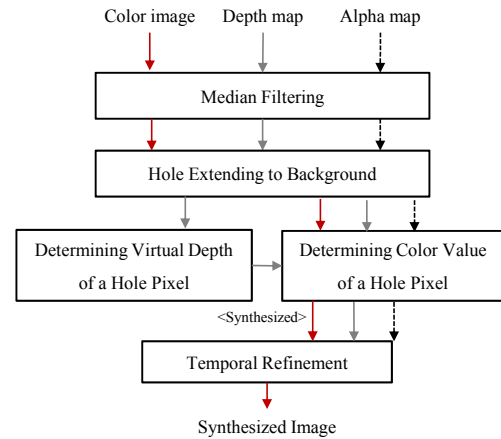 Color image Depth map Alpha map
Median Filtering
Hole Extending to Background
Determining Virtual Depth
of a Hole Pixel
Determining Color Value
of a Hole Pixel
<Synthesized>
Temporal Refinement
Synthesized Image